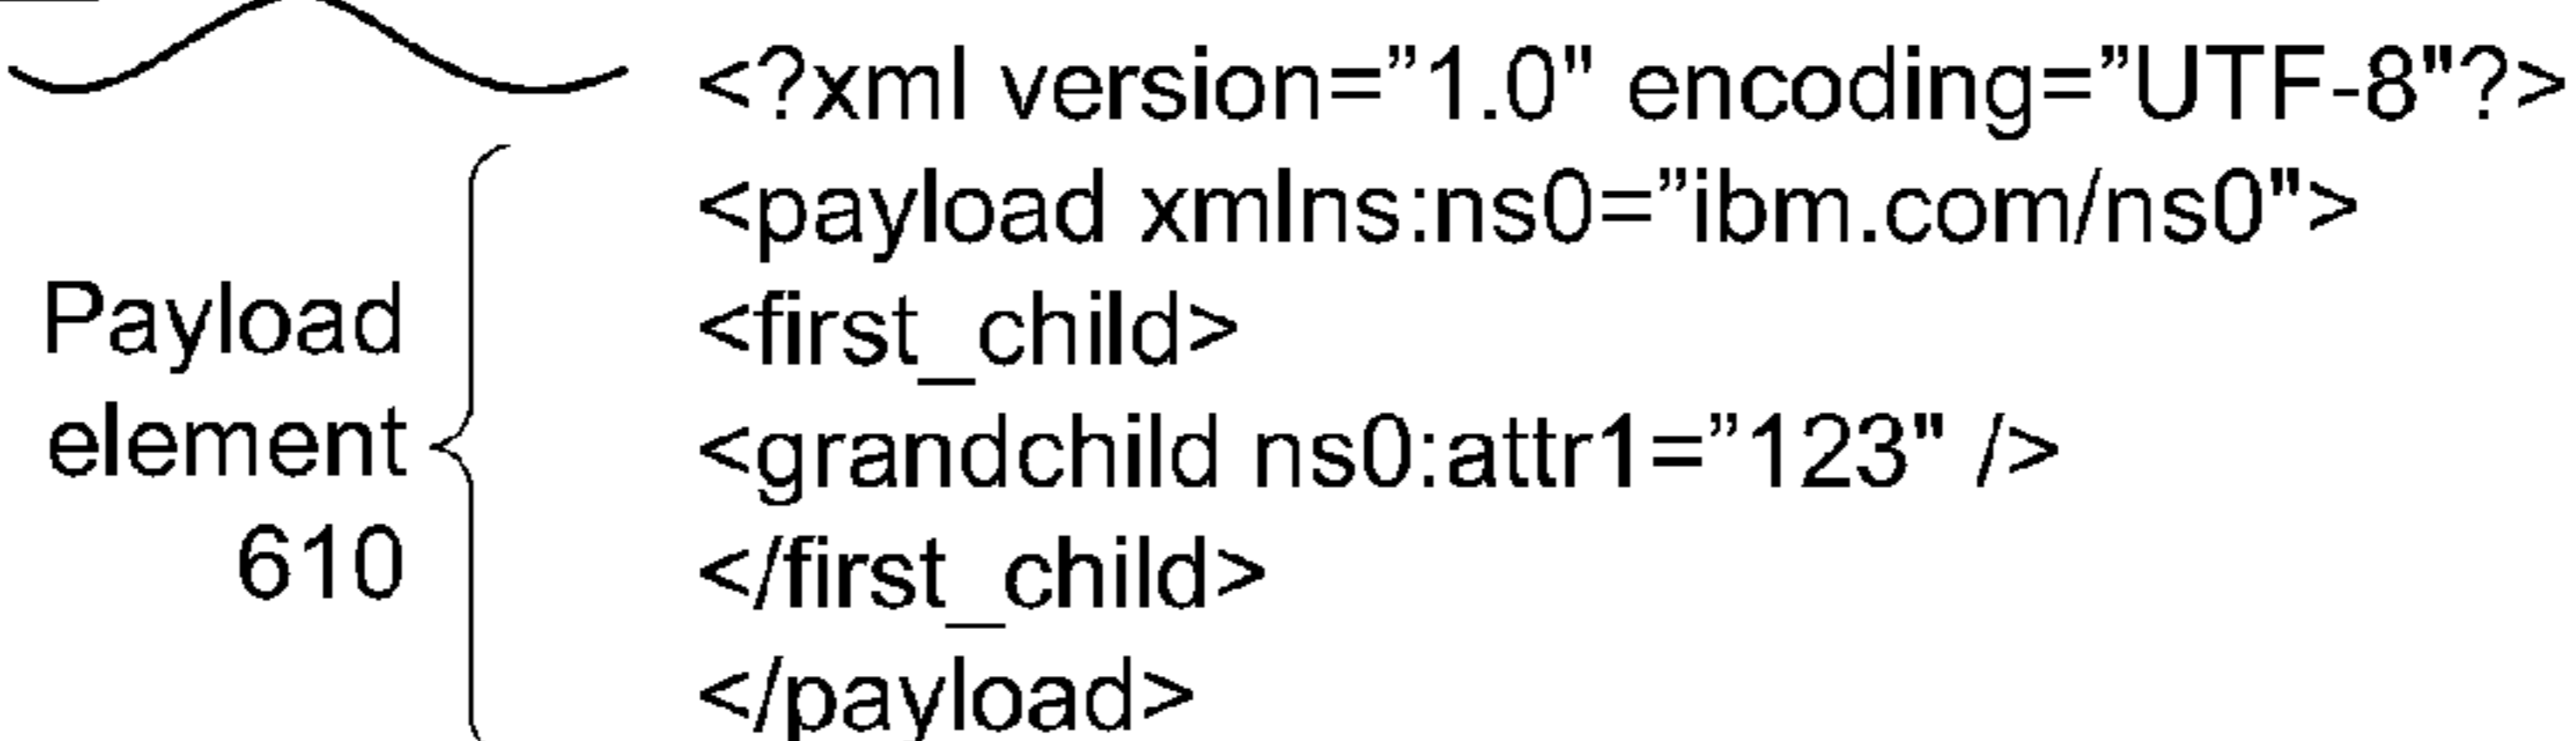 <?xml version=”1.0" encoding=”UTF-8"?>
<payload xmlns:ns0=”ibm.com/ns0">
<first_child>
<grandchild ns0:attr1=”123" />
</first_child>
</payload>
Payload
element
610